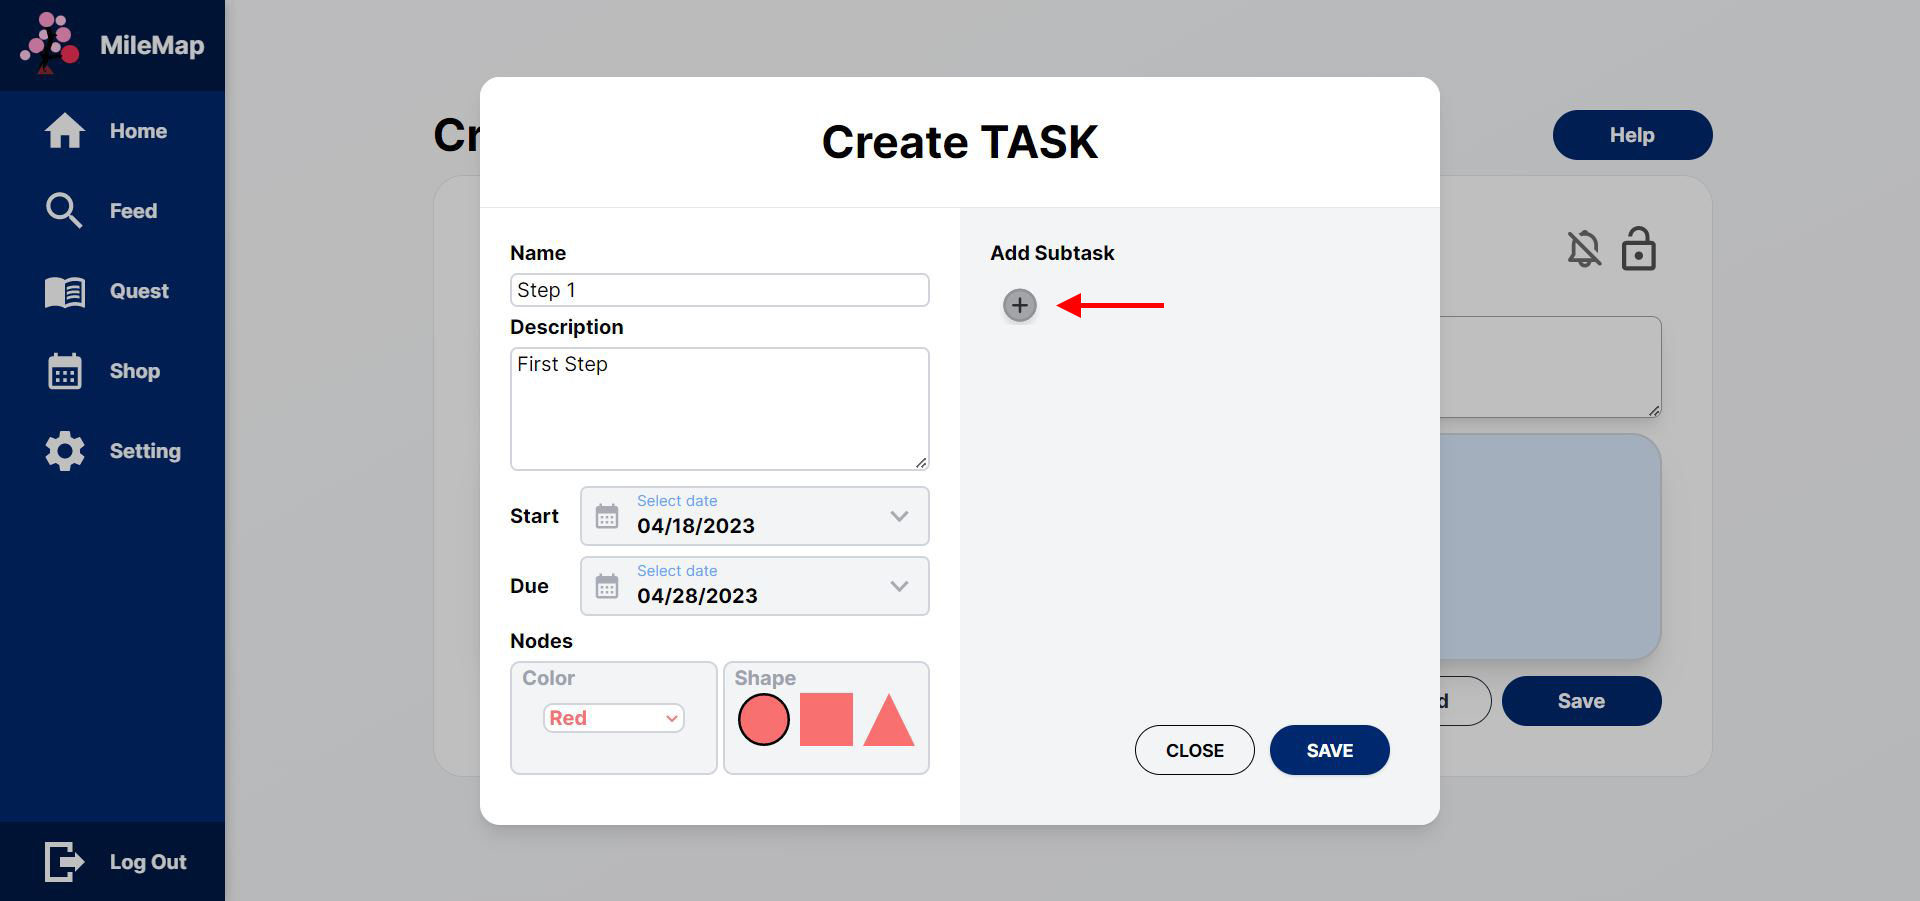 MileMap
Home
Feed
Quest
Shop
Setting
Log Out
Cr
Help
Create TASK
Name
Step 1
Description
First Step
Start
Select date
04/18/2023
Due
Select date
04/28/2023
Nodes
Color
Red
Shape
Add Subtask
CLOSE
SAVE
d
Save